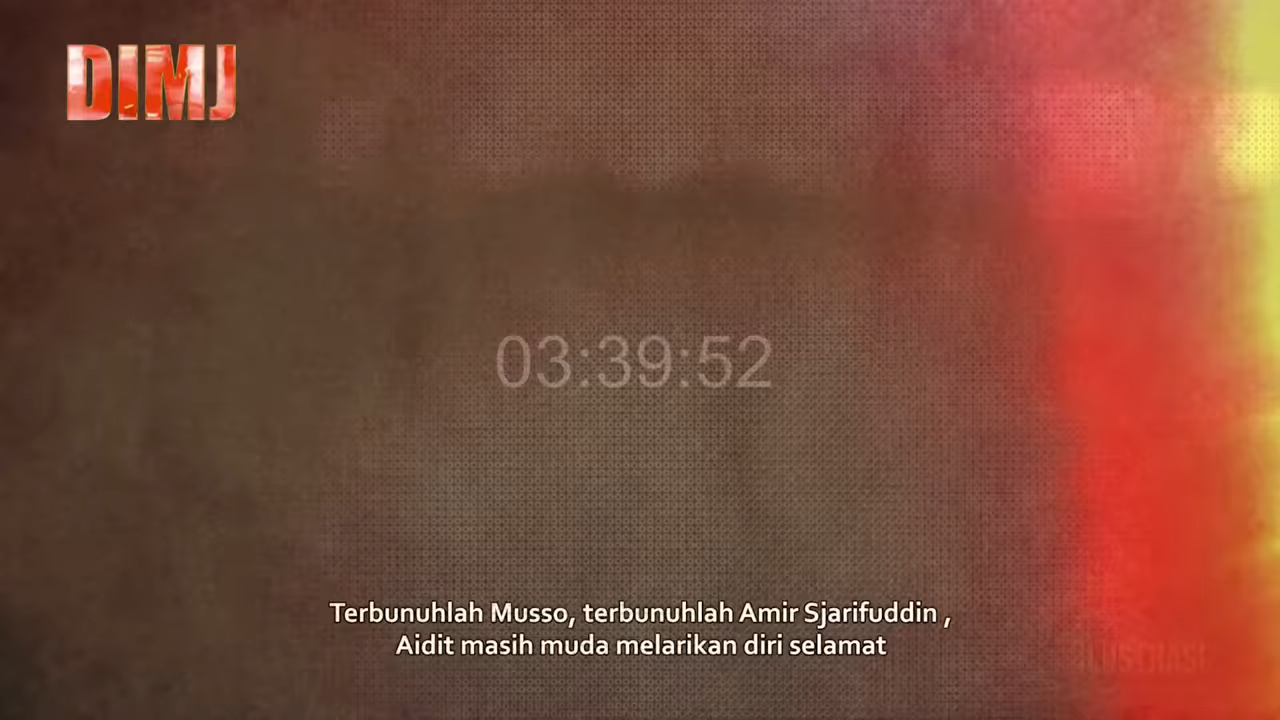 DIMJ
03:39:52
Terbunuhlah Musso, terbunuhlah Amir Sjarifuddin ,
Aidit masih muda melarikan diri selamat